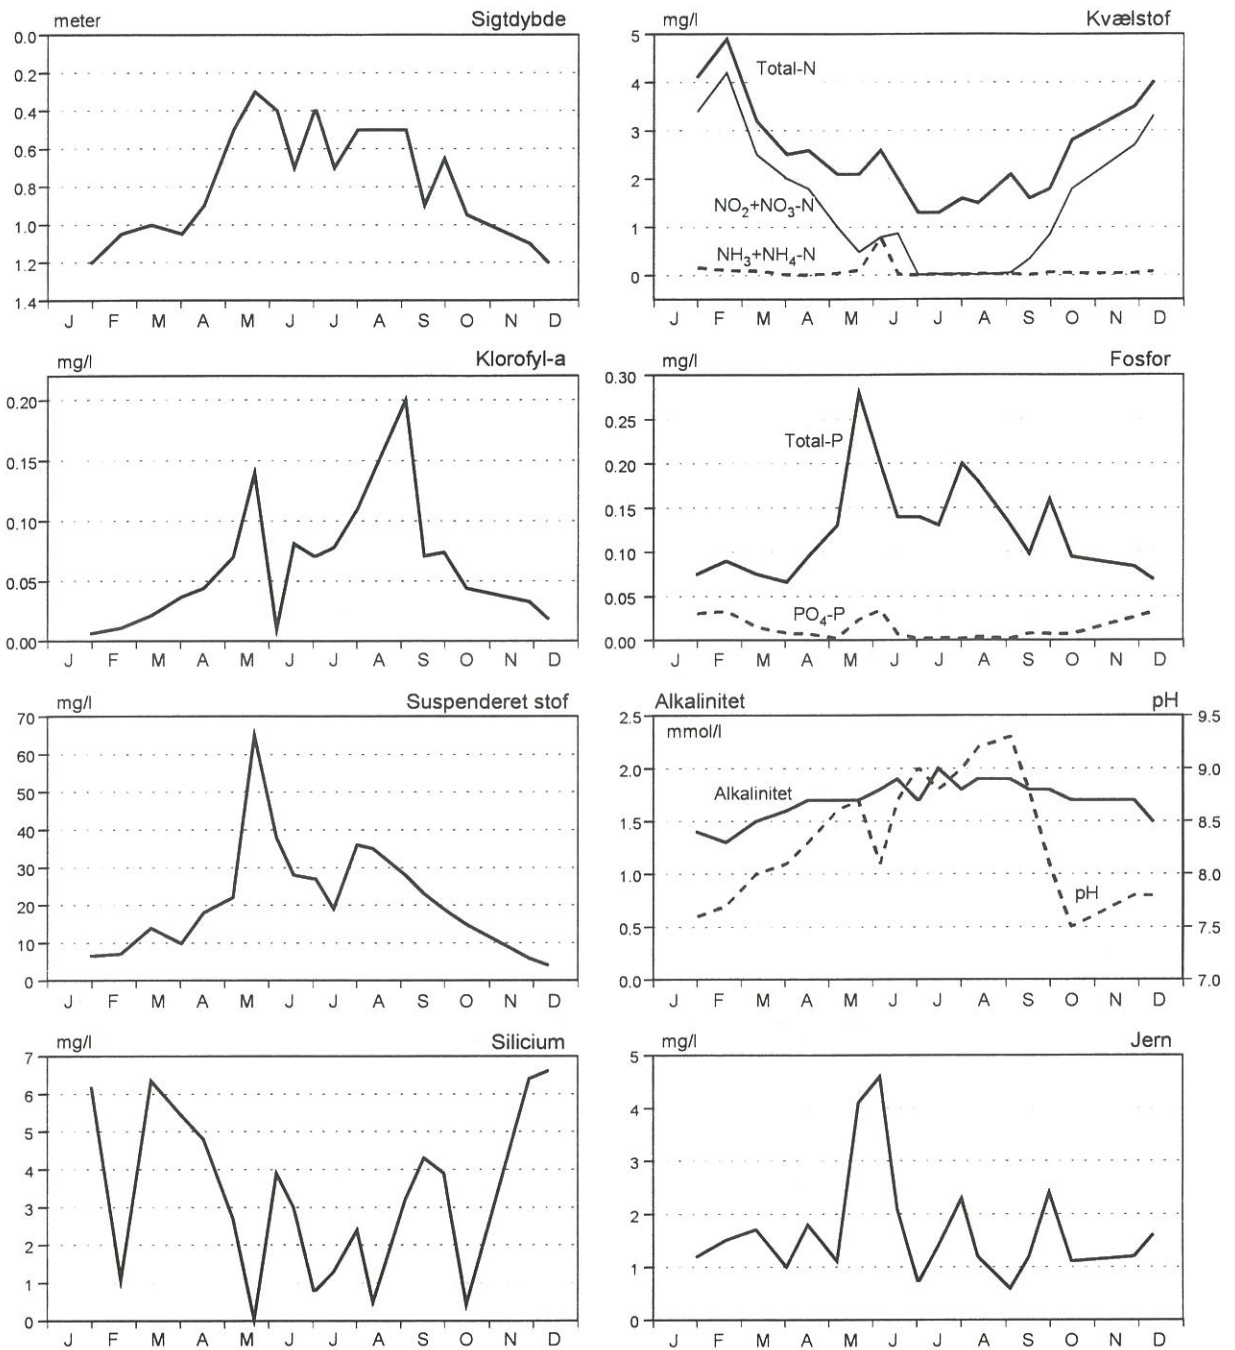 meter Sigtdybde
0.0
0.2
0.4
0.6
0.8
1.0
1.2
1.4
J F M A M J J A S O N D
mg/l Kvælstof
5
4
3
2
1
0
Total-N
NO2+NO3-N
NH3+NH4-N
J F M A M J J A S O N D
mg/l Klorofyl-a
0.20
0.15
0.10
0.05
0.00
J F M A M J J A S O N D
mg/l Fosfor
0.30
0.25
0.20
0.15
0.10
0.05
0.00
Total-P
PO4-P
J F M A M J J A S O N D
mg/l Suspenderet stof
70
60
50
40
30
20
10
0
J F M A M J J A S O N D
Alkalinitet pH
mmol/l
2.5
2.0
1.5
1.0
0.5
0.0
Alkalinitet
pH
9.5
9.0
8.5
8.0
7.5
7.0
J F M A M J J A S O N D
mg/l Silicium
7
6
5
4
3
2
1
0
J F M A M J J A S O N D
mg/l Jern
5
4
3
2
1
0
J F M A M J J A S O N D